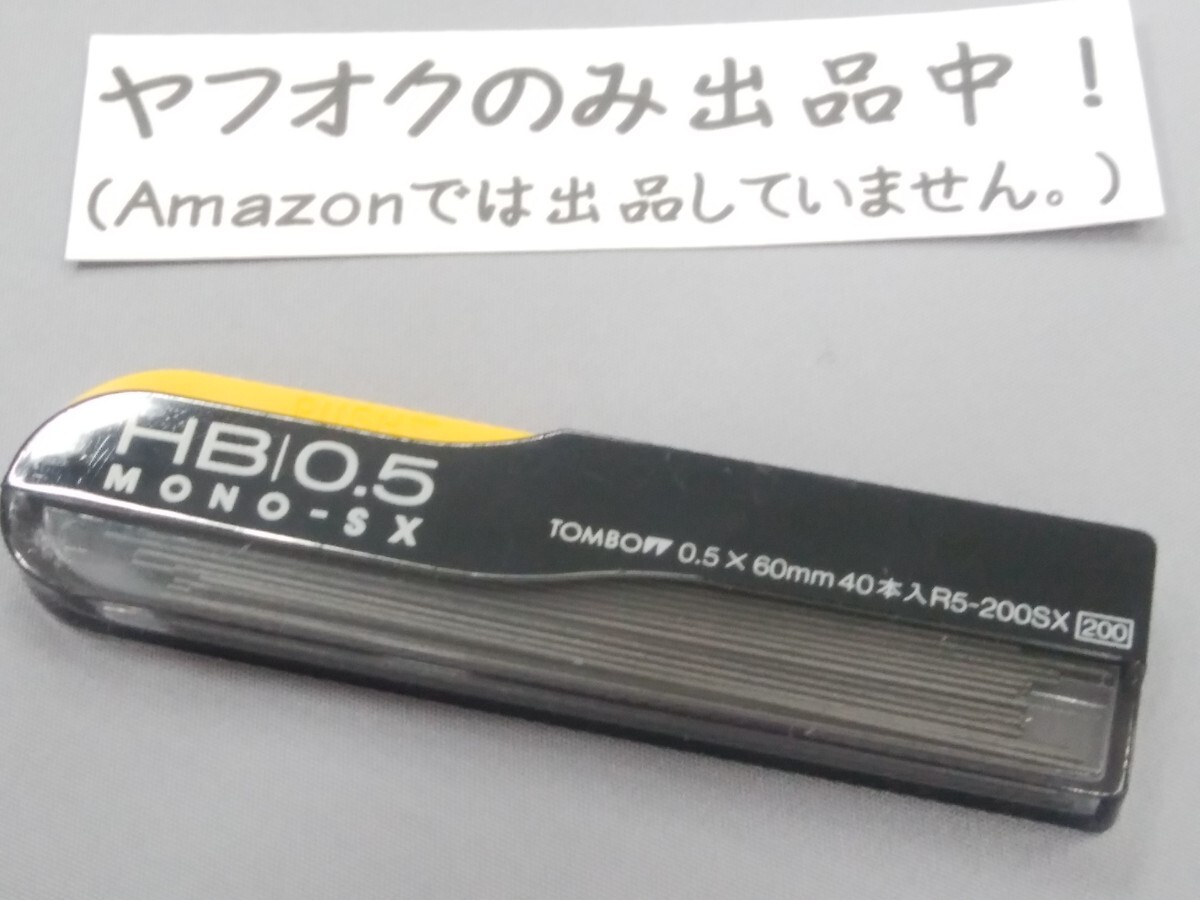 ヤフオクのみ出品中！
（Amazonでは出品していません。）
HB|0.5
MONO-SX
TOMBOW 0.5×60mm 40本入 R5-200SX 200